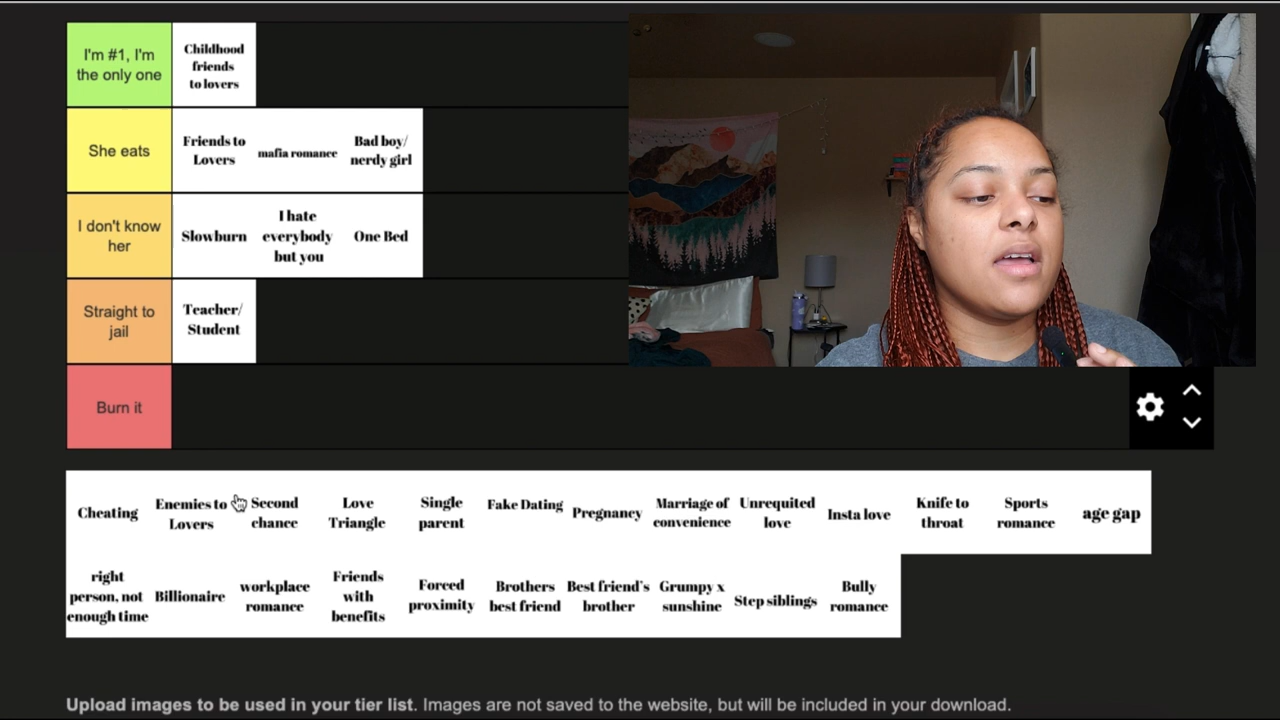 I'm #1, I'm
the only one
Childhood
friends
to lovers
She eats
Friends to
Lovers
mafia romance
Bad boy/
nerdy girl
I don't know
her
Slowburn
I hate
everybody
but you
One Bed
Straight to
jail
Teacher/
Student
Burn it
Cheating
Enemies to
Lovers
Second
chance
Love
Triangle
Single
parent
Fake Dating
Pregnancy
Marriage of
convenience
Unrequited
love
Insta love
Knife to
throat
Sports
romance
age gap
right
person, not
enough time
Billionaire
workplace
romance
Friends
with
benefits
Forced
proximity
Brothers
best friend
Best friend's
brother
Grumpy x
sunshine
Step siblings
Bully
romance
Upload images to be used in your tier list. Images are not saved to the website, but will be included in your download.